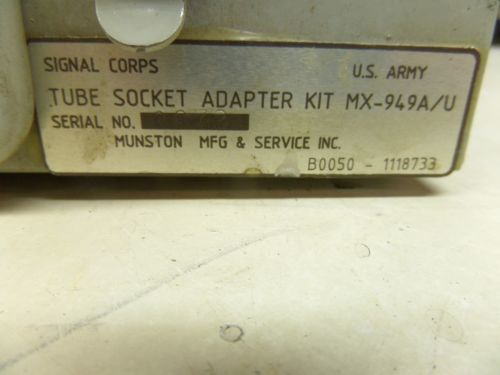 SIGNAL CORPS U.S. ARMY
TUBE SOCKET ADAPTER KIT MX-949A/U
SERIAL NO.
MUNSTON MFG & SERVICE INC.
B0050 - 1118733